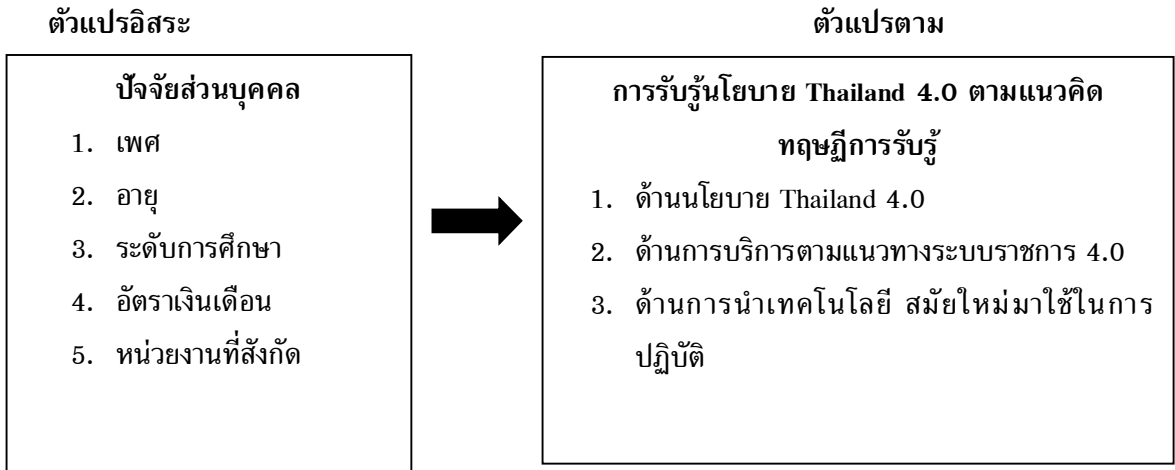 ตัวแปรอิสระ
ปัจจัยส่วนบุคคล
1. เพศ
2. อายุ
3. ระดับการศึกษา
4. อัตราเงินเดือน
5. หน่วยงานที่สังกัด
ตัวแปรตาม
การรับรู้นโยบาย Thailand 4.0 ตามแนวคิด
ทฤษฎีการรับรู้
1. ด้านนโยบาย Thailand 4.0
2. ด้านการบริการตามแนวทางระบบราชการ 4.0
3. ด้านการนำเทคโนโลยี สมัยใหม่มาใช้ในการ
ปฏิบัติ